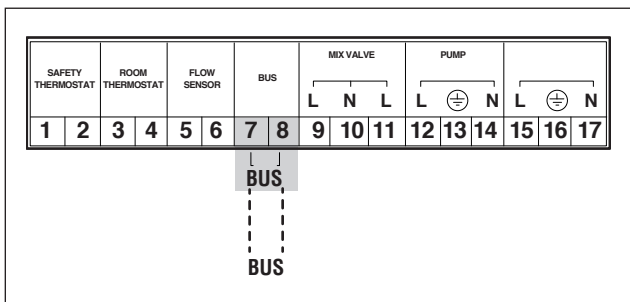 MIX VALVE PUMP
SAFETY THERMOSTAT ROOM THERMOSTAT FLOW SENSOR BUS
L N L L N L N
1 2 3 4 5 6 7 8 9 10 11 12 13 14 15 16 17
BUS
BUS